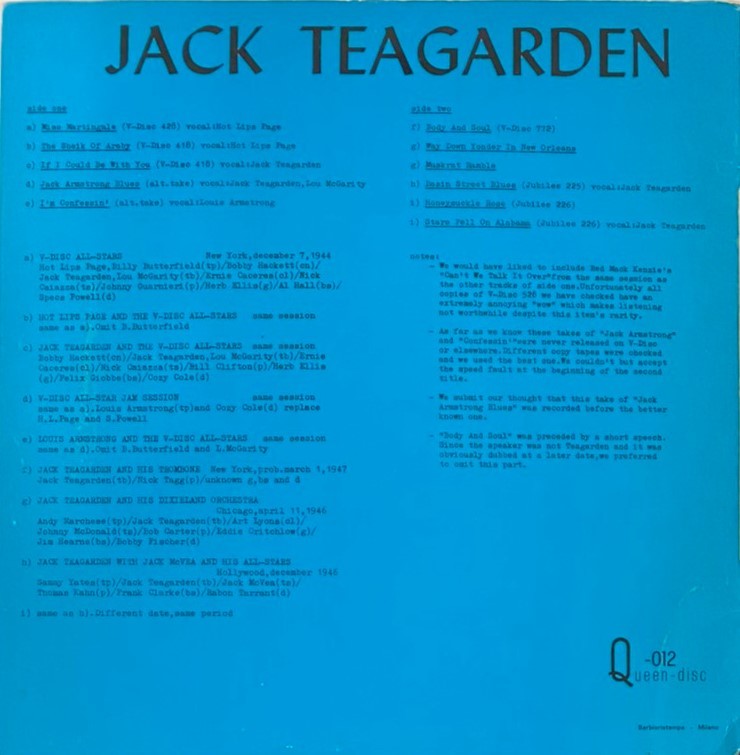 JACK TEAGARDEN
side one
a) Miss Martingale (V-Disc 428) vocal:Hot Lips Page
b) The Sheik Of Araby (V-Disc 418) vocal:Hot Lips Page
c) If I Could Be With You (V-Disc 418) vocal:Jack Teagarden
d) Jack Armstrong Blues (alt.take) vocal:Jack Teagarden,Lou McGarity
e) I'm Confessin' (alt.take) vocal:Louis Armstrong
side two
f) Body And Soul (V-Disc 772)
g) Way Down Yonder In New Orleans
g) Muskrat Ramble
h) Basin Street Blues (Jubilee 225) vocal:Jack Teagarden
i) Honeysuckle Rose (Jubilee 226)
i) Stars Fell On Alabama (Jubilee 226) vocal:Jack Teagarden
a) V-DISC ALL-STARS New York,december 7,1944
Hot Lips Page,Billy Butterfield(tp)/Bobby Hackett(cn)/
Jack Teagarden,Lou McGarity(tb)/Ernie Caceres(cl)/Nick
Caiazza(ts)/Johnny Guarnieri(p)/Herb Ellis(g)/Al Hall(bs)/
Specs Powell(d)
b) HOT LIPS PAGE AND THE V-DISC ALL-STARS same session
same as a).Omit B.Butterfield
c) JACK TEAGARDEN AND THE V-DISC ALL-STARS same session
Bobby Hackett(cn)/Jack Teagarden,Lou McGarity(tb)/Ernie
Caceres(cl)/Nick Caiazza(ts)/Bill Clifton(p)/Herb Ellis
(g)/Felix Giobbe(bs)/Cozy Cole(d)
d) V-DISC ALL-STAR JAM SESSION same session
same as a).Louis Armstrong(tp)and Cozy Cole(d) replace
H.L.Page and S.Powell
e) LOUIS ARMSTRONG AND THE V-DISC ALL-STARS same session
same as d).Omit B.Butterfield and L.McGarity
f) JACK TEAGARDEN AND HIS TROMBONE New York,prob.march 1,1947
Jack Teagarden(tb)/Nick Tagg(p)/unknown g,bs and d
g) JACK TEAGARDEN AND HIS DIXIELAND ORCHESTRA
Chicago,april 11,1946
Andy Marchese(tp)/Jack Teagarden(tb)/Art Lyons(cl)/
Johnny McDonald(ts)/Bob Carter(p)/Eddie Critchlow(g)/
Jim Hearns(bs)/Bobby Fischer(d)
h) JACK TEAGARDEN WITH JACK McVEA AND HIS ALL-STARS
Hollywood,december 1946
Sammy Yates(tp)/Jack Teagarden(tb)/Jack McVea(ts)/
Thomas Kahn(p)/Frank Clarke(bs)/Rabon Tarrant(d)
i) same as h).Different date,same period
notes:
- We would have liked to include Red Mack Kenzie's
"Can't We Talk It Over"from the same session as
the other tracks of side one.Unfortunately all
copies of V-Disc 526 we have checked have an
extremely annoying "wow" which makes listening
not worthwhile despite this item's rarity.
- As far as we know these takes of "Jack Armstrong"
and "Confessin'"were never released on V-Disc
or elsewhere.Different copy tapes were checked
and we used the best one.We couldn't but accept
the speed fault at the beginning of the second
title.
- We submit our thought that this take of "Jack
Armstrong Blues" was recorded before the better
known one.
- "Body And Soul" was preceded by a short speech.
Since the speaker was not Teagarden and it was
obviously dubbed at a later date,we preferred
to omit this part.
Q-012
Queen-disc
Milano